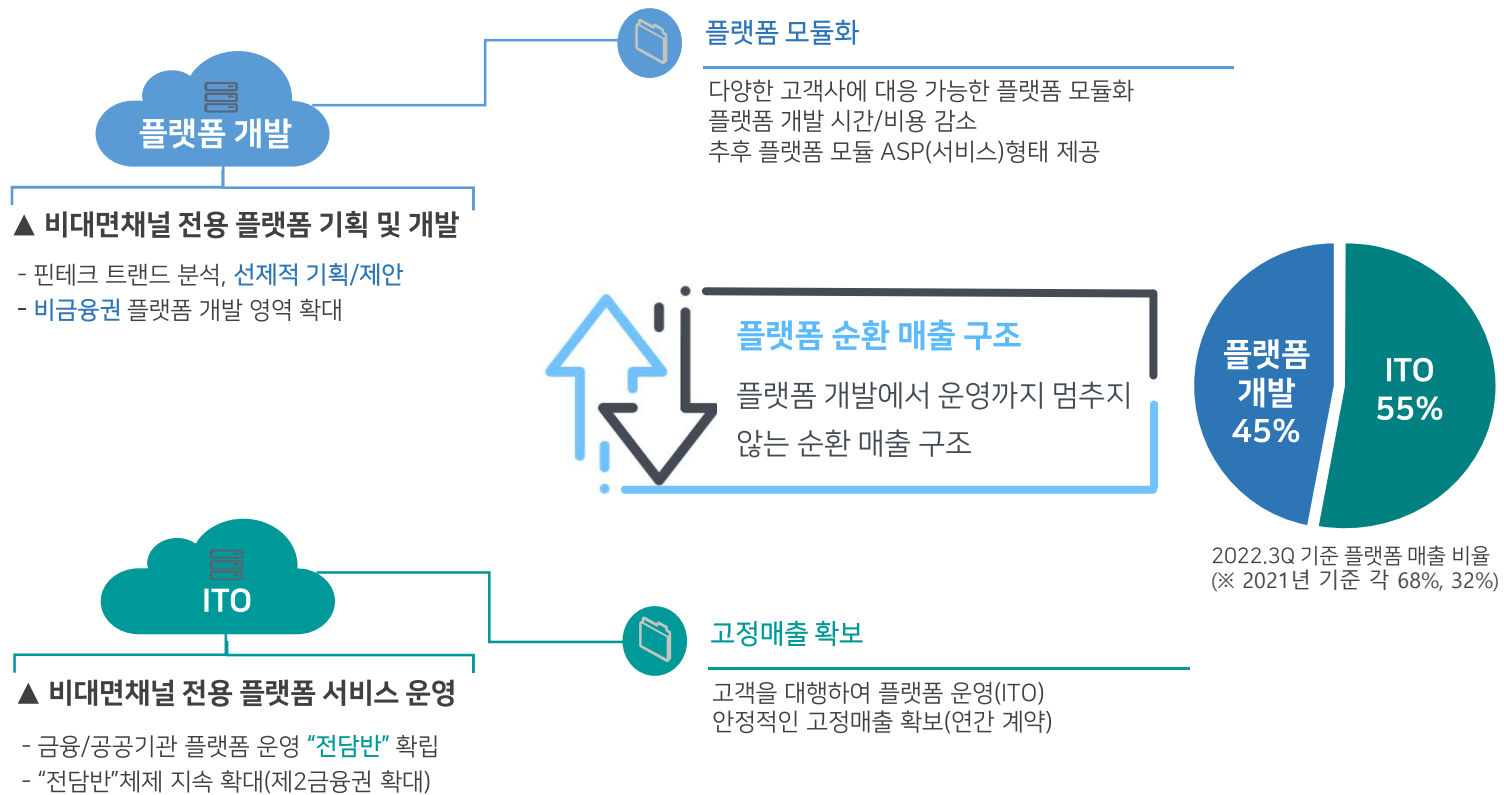 플랫폼 모듈화
다양한 고객사에 대응 가능한 플랫폼 모듈화
플랫폼 개발 시간/비용 감소
추후 플랫폼 모듈 ASP(서비스)형태 제공
플랫폼 개발
▲ 비대면채널 전용 플랫폼 기획 및 개발
- 핀테크 트랜드 분석, 선제적 기획/제안
- 비금융권 플랫폼 개발 영역 확대
플랫폼 순환 매출 구조
플랫폼 개발에서 운영까지 멈추지
않는 순환 매출 구조
플랫폼
개발
45%
ITO
55%
2022.3Q 기준 플랫폼 매출 비율
(※ 2021년 기준 각 68%, 32%)
ITO
▲ 비대면채널 전용 플랫폼 서비스 운영
- 금융/공공기관 플랫폼 운영 “전담반” 확립
- “전담반”체제 지속 확대(제2금융권 확대)
고정매출 확보
고객을 대행하여 플랫폼 운영(ITO)
안정적인 고정매출 확보(연간 계약)